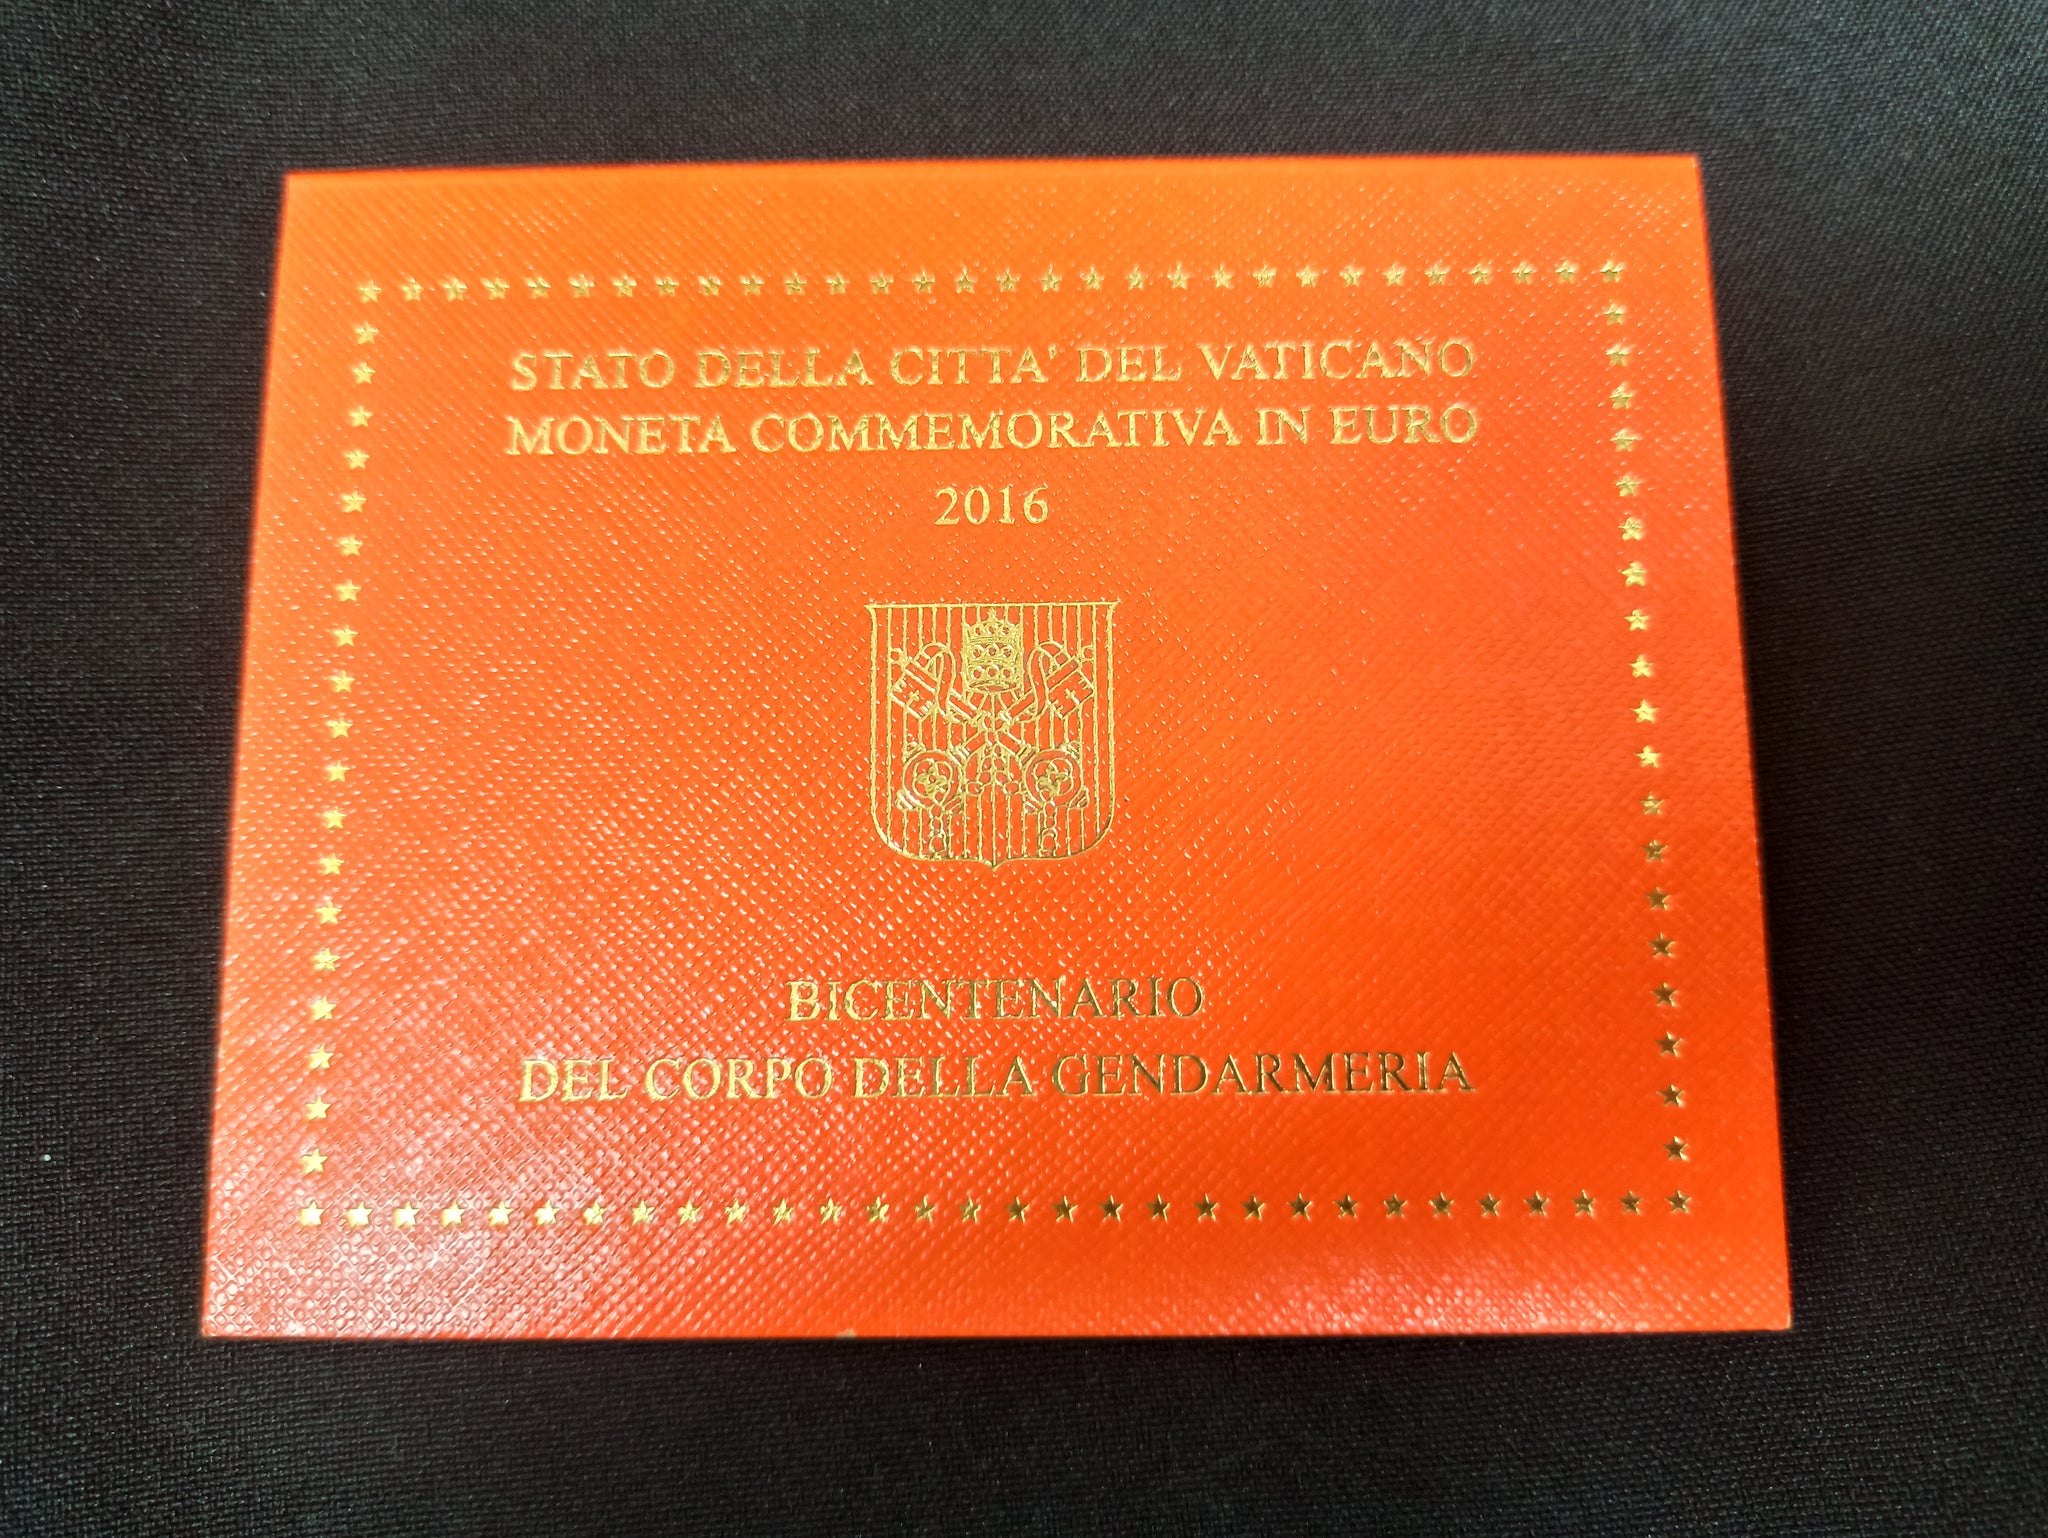 STATO DELLA CITTA' DEL VATICANO
MONETA COMMEMORATIVA IN EURO
2016
BICENTENARIO
DEL CORPO DELLA GENDARMERIA